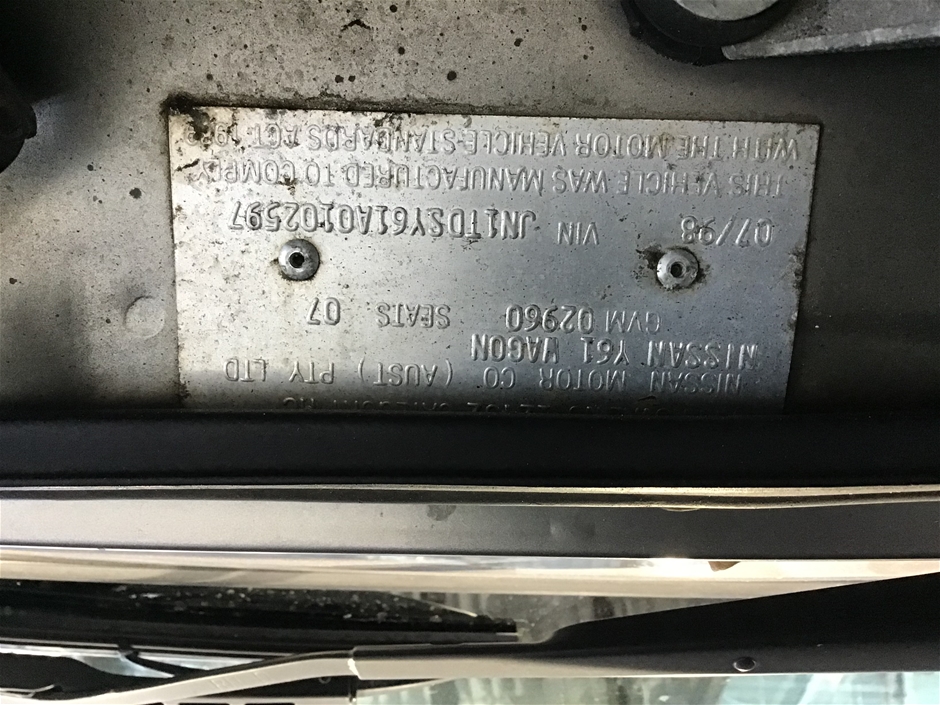 NISSAN MOTOR CO (AUST) PTY LTD
NISSAN Y61 WAGON
GVM 02960 SEATS 07
07/98 VIN JN1TDSY61A0102597
THIS VEHICLE WAS MANUFACTURED TO COMPLY
WITH THE MOTOR VEHICLE STANDARDS ACT 1989